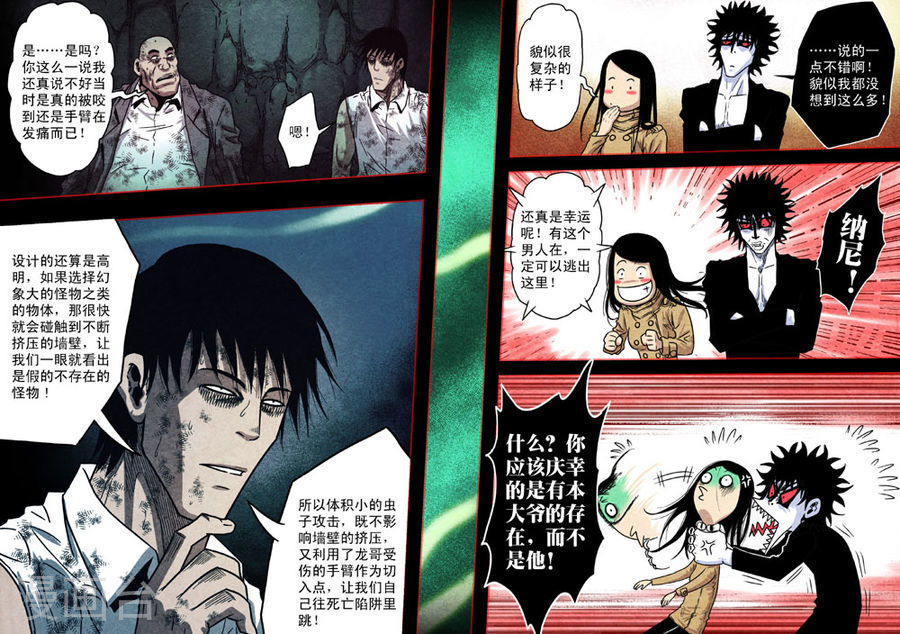 是……是吗？
你这么一说我
还真说不好当
时是真的被咬
到还是手臂在
发痛而已！
嗯！
设计的还算是高
明，如果选择幻
象大的怪物之类
的物体，那很快
就会碰触到不断
挤压的墙壁，让
我们一眼就看出
是假的不存在的
怪物！
所以体积小的虫
子攻击，既不影
响墙壁的挤压，
又利用了龙哥受
伤的手臂作为切
入点，让我们自己
往死亡陷阱里
跳！
貌似很
复杂的
样子！
……说的一
点不错啊！
貌似我都没
想到这么多！
还真是幸运
呢！有这个
男人在，一
定可以逃出
这里！
纳尼！
什么？你
应该庆幸
的是有本
大爷的存
在，而不
是他！
漫画台